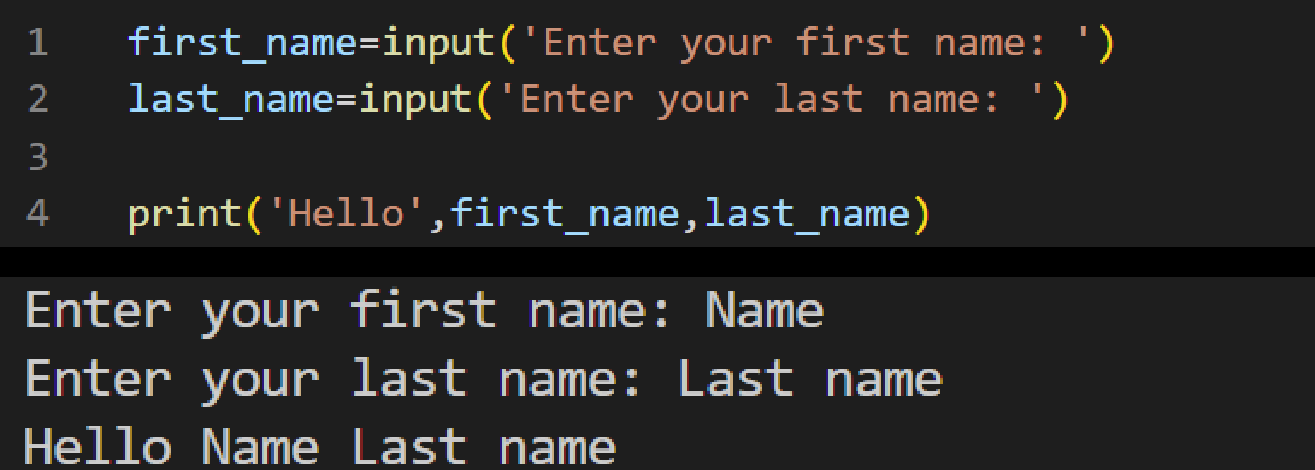 1 first_name=input('Enter your first name: ')
2 last_name=input('Enter your last name: ')
3
4 print('Hello',first_name,last_name)
Enter your first name: Name
Enter your last name: Last name
Hello Name Last name